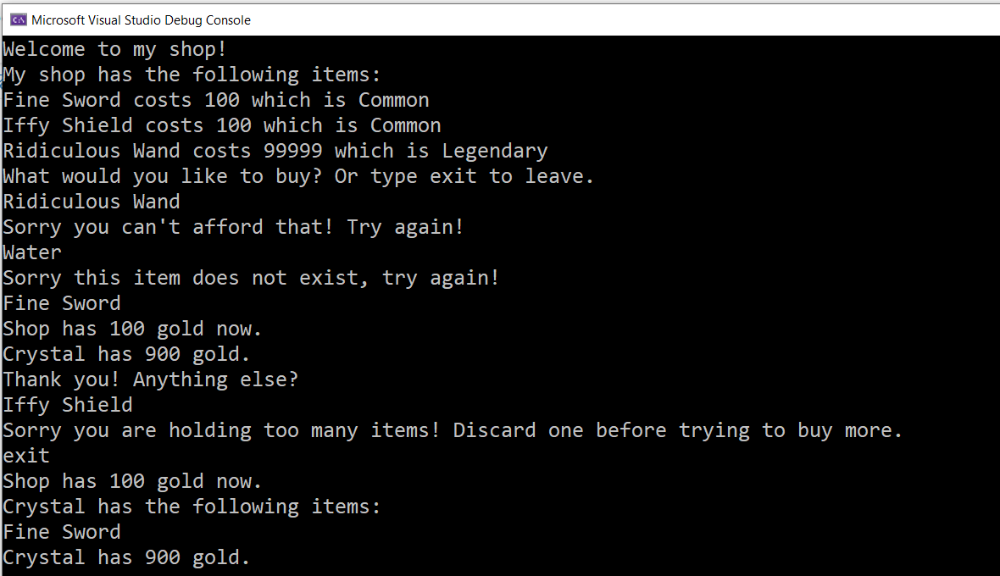 C:\ Microsoft Visual Studio Debug Console
Welcome to my shop!
My shop has the following items:
Fine Sword costs 100 which is Common
Iffy Shield costs 100 which is Common
Ridiculous Wand costs 99999 which is Legendary
What would you like to buy? Or type exit to leave.
Ridiculous Wand
Sorry you can't afford that! Try again!
Water
Sorry this item does not exist, try again!
Fine Sword
Shop has 100 gold now.
Crystal has 900 gold.
Thank you! Anything else?
Iffy Shield
Sorry you are holding too many items! Discard one before trying to buy more.
exit
Shop has 100 gold now.
Crystal has the following items:
Fine Sword
Crystal has 900 gold.